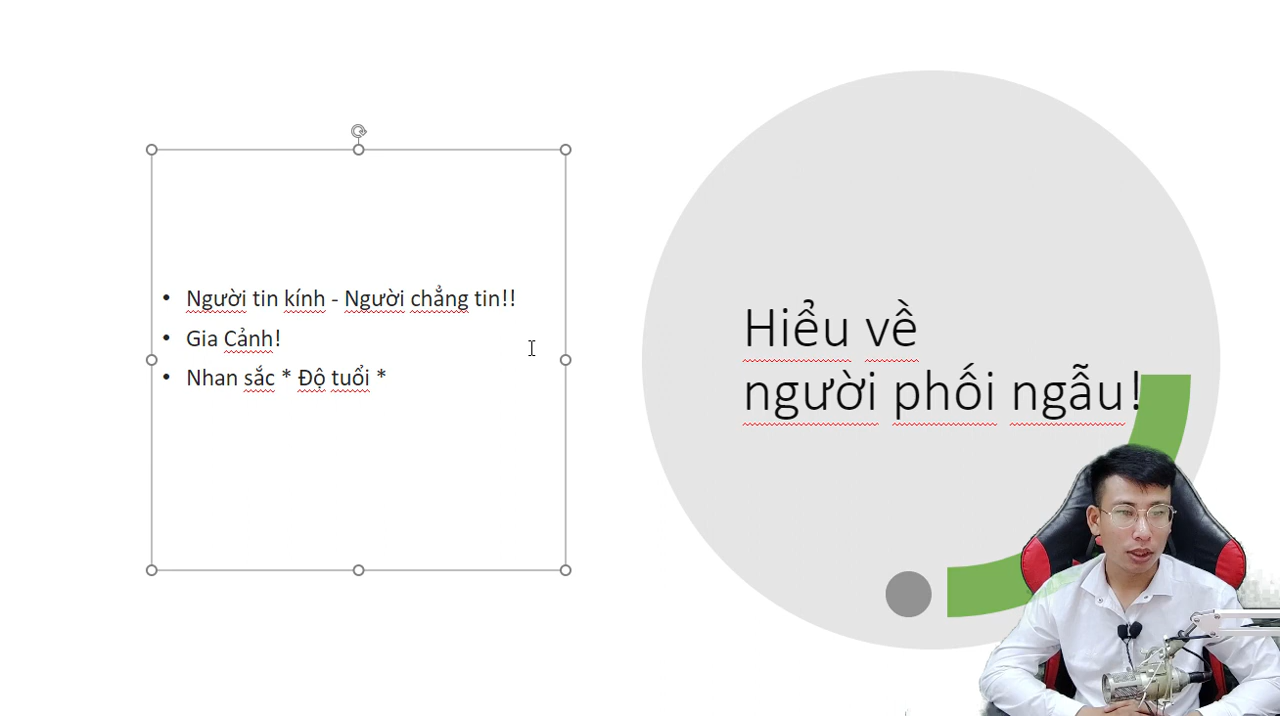 • Người tin kính - Người chẳng tin!!
• Gia Cảnh!
• Nhan sắc * Độ tuổi *
Hiểu về
người phối ngẫu!